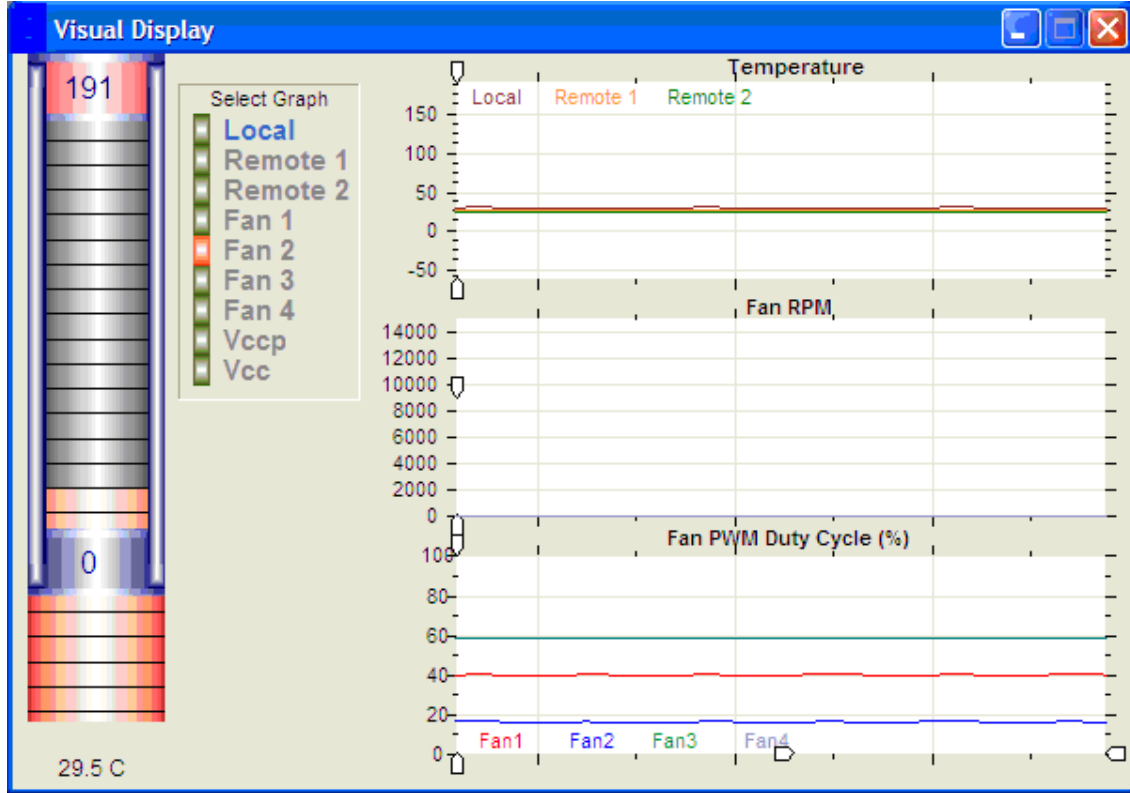 Visual Display
191
0
29.5 C
Select Graph
Local
Remote 1
Remote 2
Fan 1
Fan 2
Fan 3
Fan 4
Vccp
Vcc
Temperature
Local Remote 1 Remote 2
150
100
50
0
-50
Fan RPM
14000
12000
10000
8000
6000
4000
2000
0
Fan PWM Duty Cycle (%)
100
80
60
40
20
0
Fan1 Fan2 Fan3 Fan4